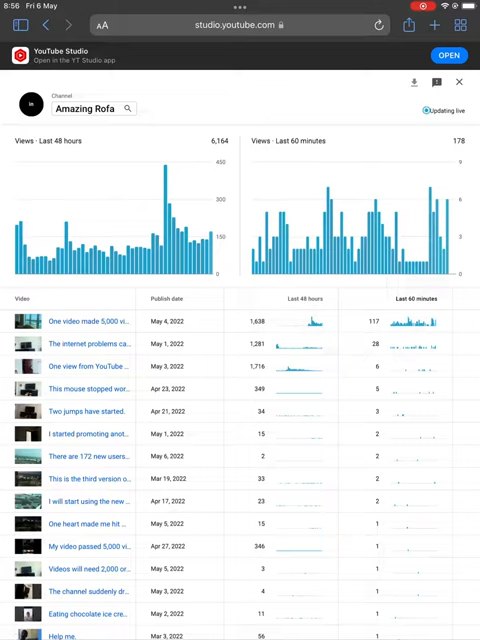 8:56 Fri 6 May
AA studio.youtube.com
YouTube Studio
Open in the YT Studio app
OPEN
in
Channel
Amazing Rofa
Updating live
Views · Last 48 hours 6,164
450
300
150
0
Views · Last 60 minutes 178
9
6
3
0
Video Publish date Last 48 hours Last 60 minutes
One video made 5,000 vi... May 4, 2022 1,638 117
The internet problems ca... May 1, 2022 1,281 28
One view from YouTube ... May 3, 2022 1,716 6
This mouse stopped wor... Apr 23, 2022 349 5
Two jumps have started. Apr 21, 2022 34 3
I started promoting anot... May 1, 2022 15 2
There are 172 new users... May 6, 2022 2 2
This is the third version o... Mar 19, 2022 33 2
I will start using the new ... Apr 17, 2022 23 2
One heart made me hit ... May 5, 2022 15 1
My video passed 5,000 vi... Apr 27, 2022 346 1
Videos will need 2,000 or... May 5, 2022 3 1
The channel suddenly dr... May 3, 2022 4 1
Eating chocolate ice cre... May 2, 2022 11 1
Help me. Mar 3, 2022 56 1